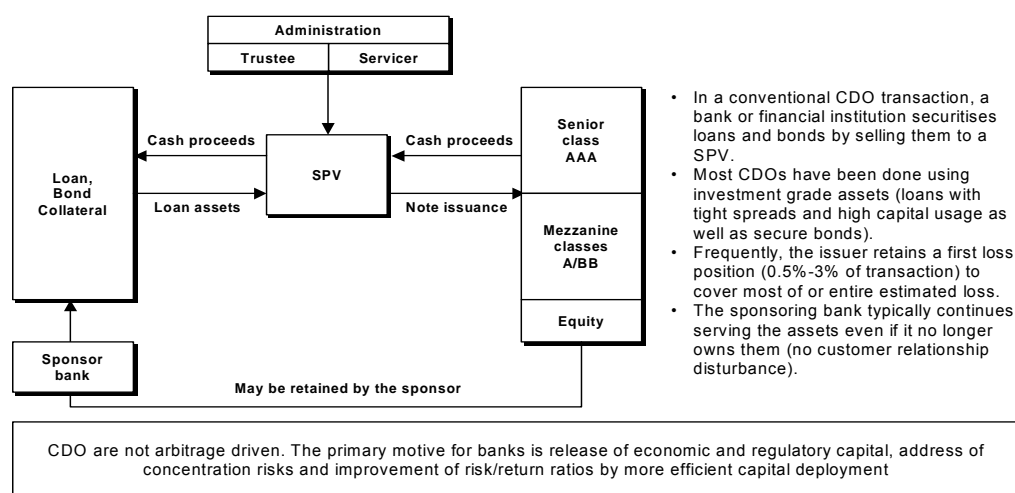 Administration
Trustee
Servicer
Cash proceeds
Loan assets
Loan,
Bond
Collateral
SPV
Cash proceeds
Note issuance
Senior
class
AAA
Mezzanine
classes
A/BB
Equity
Sponsor
bank
May be retained by the sponsor
• In a conventional CDO transaction, a
bank or financial institution securitises
loans and bonds by selling them to a
SPV.
• Most CDOs have been done using
investment grade assets (loans with
tight spreads and high capital usage as
well as secure bonds).
• Frequently, the issuer retains a first loss
position (0.5%-3% of transaction) to
cover most of or entire estimated loss.
• The sponsoring bank typically continues
serving the assets even if it no longer
owns them (no customer relationship
disturbance).
CDO are not arbitrage driven. The primary motive for banks is release of economic and regulatory capital, address of
concentration risks and improvement of risk/return ratios by more efficient capital deployment